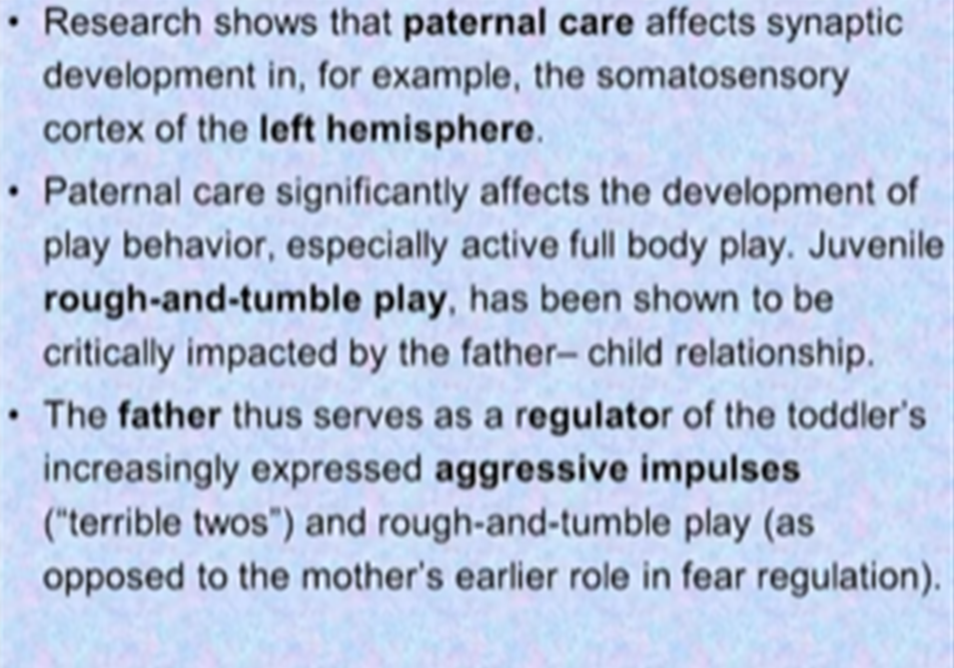 • Research shows that paternal care affects synaptic
development in, for example, the somatosensory
cortex of the left hemisphere.
• Paternal care significantly affects the development of
play behavior, especially active full body play. Juvenile
rough-and-tumble play, has been shown to be
critically impacted by the father– child relationship.
• The father thus serves as a regulator of the toddler’s
increasingly expressed aggressive impulses
(“terrible twos”) and rough-and-tumble play (as
opposed to the mother’s earlier role in fear regulation).